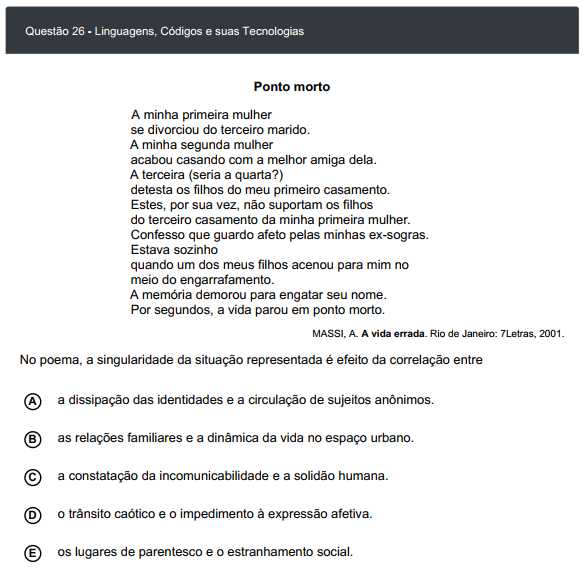 Questão 26 - Linguagens, Códigos e suas Tecnologias
Ponto morto
A minha primeira mulher
se divorciou do terceiro marido.
A minha segunda mulher
acabou casando com a melhor amiga dela.
A terceira (seria a quarta?)
detesta os filhos do meu primeiro casamento.
Estes, por sua vez, não suportam os filhos
do terceiro casamento da minha primeira mulher.
Confesso que guardo afeto pelas minhas ex-sogras.
Estava sozinho
quando um dos meus filhos acenou para mim no
meio do engarrafamento.
A memória demorou para engatar seu nome.
Por segundos, a vida parou em ponto morto.
MASSI, A. A vida errada. Rio de Janeiro: 7Letras, 2001.
No poema, a singularidade da situação representada é efeito da correlação entre
A a dissipação das identidades e a circulação de sujeitos anônimos.
B as relações familiares e a dinâmica da vida no espaço urbano.
C a constatação da incomunicabilidade e a solidão humana.
D o trânsito caótico e o impedimento à expressão afetiva.
E os lugares de parentesco e o estranhamento social.